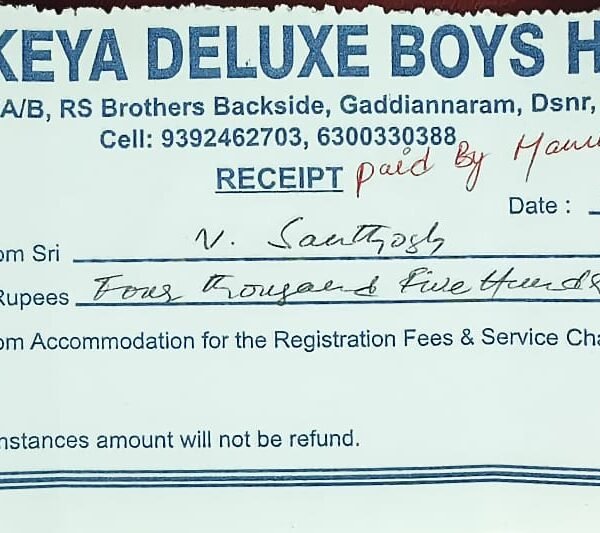 KEYA DELUXE BOYS H
A/B, RS Brothers Backside, Gaddiannaram, Dsnr,
Cell: 9392462703, 6300330388
RECEIPT paid By
Date :
om Sri N. Santhosh
Rupees Four thousand Five Hund
om Accommodation for the Registration Fees & Service Cha
nstances amount will not be refund.